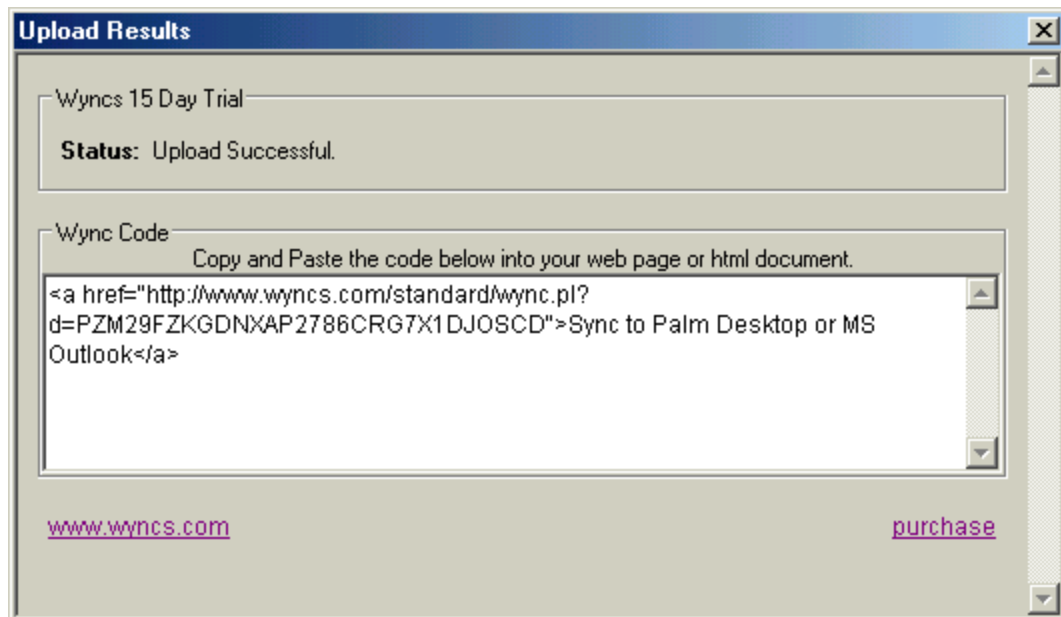 Upload Results
Wyncs 15 Day Trial
Status: Upload Successful.
Wync Code
Copy and Paste the code below into your web page or html document.
<a href="http://www.wyncs.com/standard/wync.pl?
d=PZM29FZKGDNXAP2786CRG7X1DJOSCD">Sync to Palm Desktop or MS
Outlook</a>
www.wyncs.com purchase